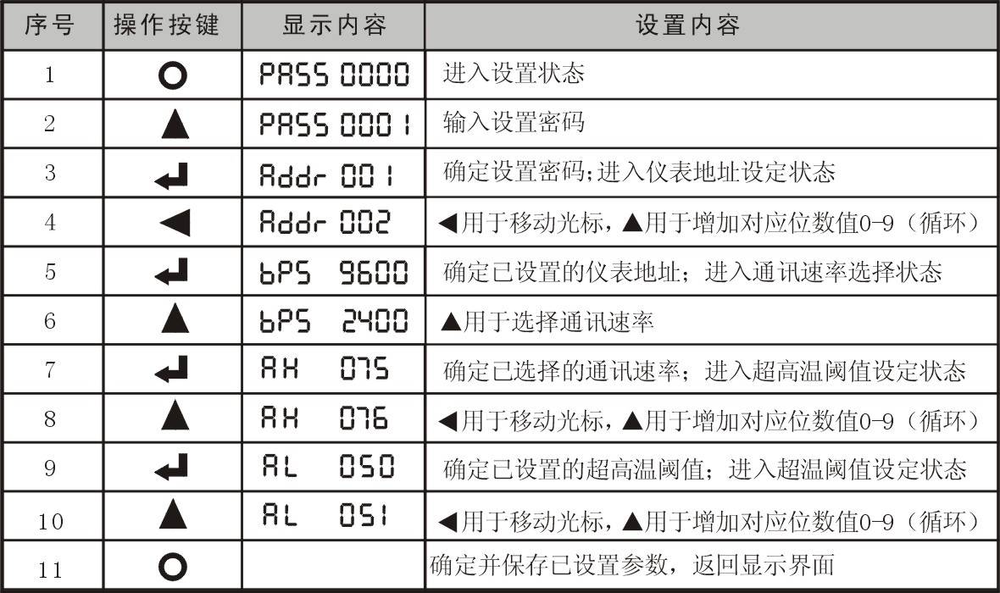 序号 操作按键 显示内容 设置内容
1 PASS 0000 进入设置状态
2 ▲ PASS 0001 输入设置密码
3 Addr 001 确定设置密码;进入仪表地址设定状态
4 ◀ Addr 002 ◀用于移动光标，▲用于增加对应位数值0-9（循环）
5 bPS 9600 确定已设置的仪表地址；进入通讯速率选择状态
6 ▲ bPS 2400 ▲用于选择通讯速率
7 AH 075 确定已选择的通讯速率；进入超高温阈值设定状态
8 ▲ AH 076 ◀用于移动光标，▲用于增加对应位数值0-9（循环）
9 AL 050 确定已设置的超高温阈值；进入超温阈值设定状态
10 ▲ AL 051 ◀用于移动光标，▲用于增加对应位数值0-9（循环）
11 确定并保存已设置参数，返回显示界面